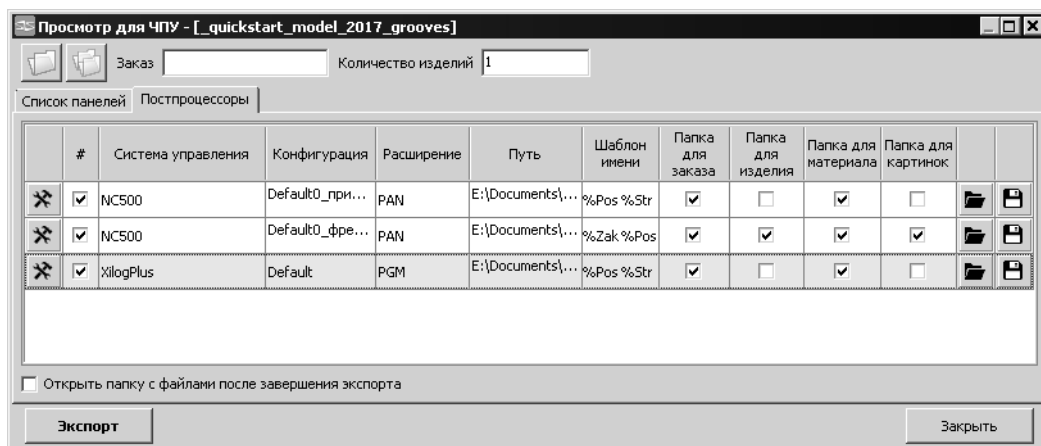 Просмотр для ЧПУ - [_quickstart_model_2017_grooves]
Заказ Количество изделий 1
Список панелей Постпроцессоры
# Система управления Конфигурация Расширение Путь Шаблон имени Папка для заказа Папка для изделия Папка для материала Папка для картинок
NC500 Default0_при... PAN E:\Documents\... %Pos %Str
NC500 Default0_фре... PAN E:\Documents\... %Zak %Pos
XilogPlus Default PGM E:\Documents\... %Pos %Str
Открыть папку с файлами после завершения экспорта
Экспорт Закрыть